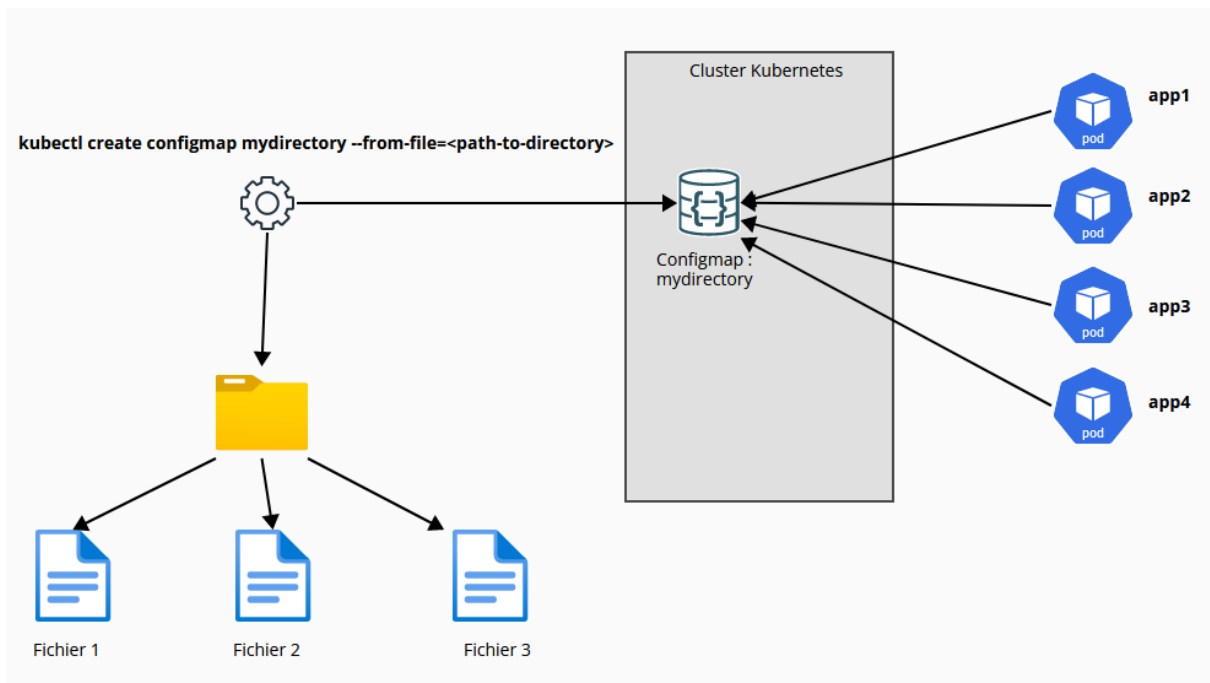 Cluster Kubernetes
kubectl create configmap mydirectory --from-file=<path-to-directory>
Configmap :
mydirectory
pod
app1
pod
app2
pod
app3
pod
app4
Fichier 1
Fichier 2
Fichier 3